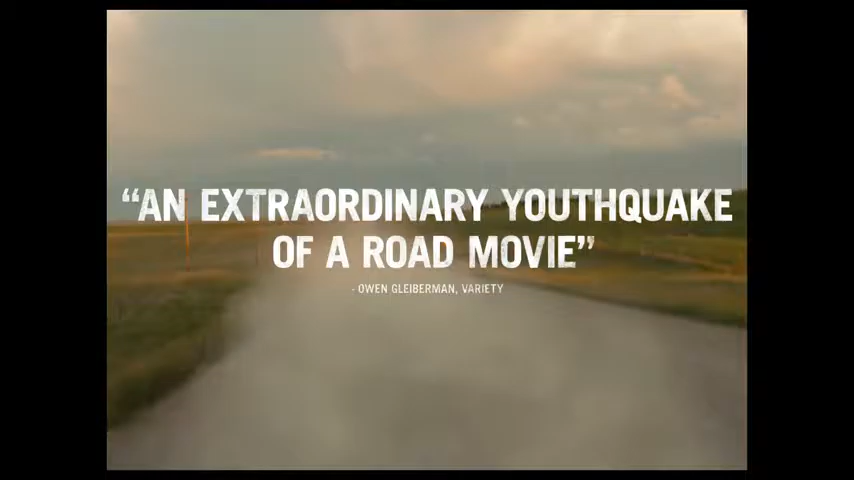 “AN EXTRAORDINARY YOUTHQUAKE
OF A ROAD MOVIE”
- OWEN GLEIBERMAN, VARIETY